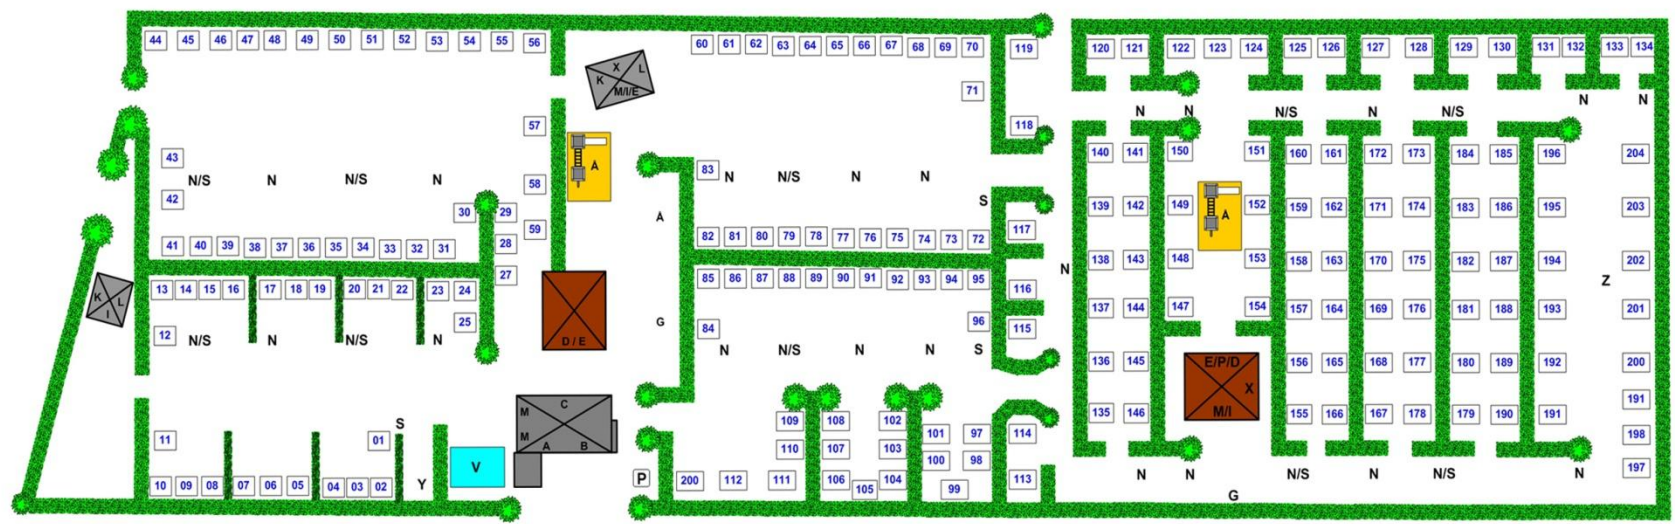 44 45 46 47 48 49 50 51 52 53 54 55 56
60 61 62 63 64 65 66 67 68 69 70 119
120 121 122 123 124 125 126 127 128 129 130 131 132 133 134
K X L
M/I/E
71
N N N/S N N/S N N
57 118
43 A 140 141 150 151 160 161 172 173 184 185 196 204
N/S N N/S N 58 83 N N/S N N
42 S
30 29 A 139 142 149 152 159 162 171 174 183 186 195 203
A
59 117
41 40 39 38 37 36 35 34 33 32 31 28
82 81 80 79 78 77 76 75 74 73 72
138 143 148 153 158 163 170 175 182 187 194 202
N
27
85 86 87 88 89 90 91 92 93 94 95 116
Z
13 14 15 16 17 18 19 20 21 22 23 24
K L
I
137 144 147 154 157 164 169 176 181 188 193 201
25 G 84 96 115
12 N/S N N/S N D / E N N/S N N S
136 145 E/P/D 156 165 168 177 180 189 192 200
X
M/I
191
C
M
135 146 155 166 167 178 179 190 191
S 109 108 102
11 01 M 101 97 114 198
A B 110 107 103
V 100 98 197
N N N/S N N/S N
10 09 08 07 06 05 04 03 02 Y P 200 112 111 106 105 104 99 113
G